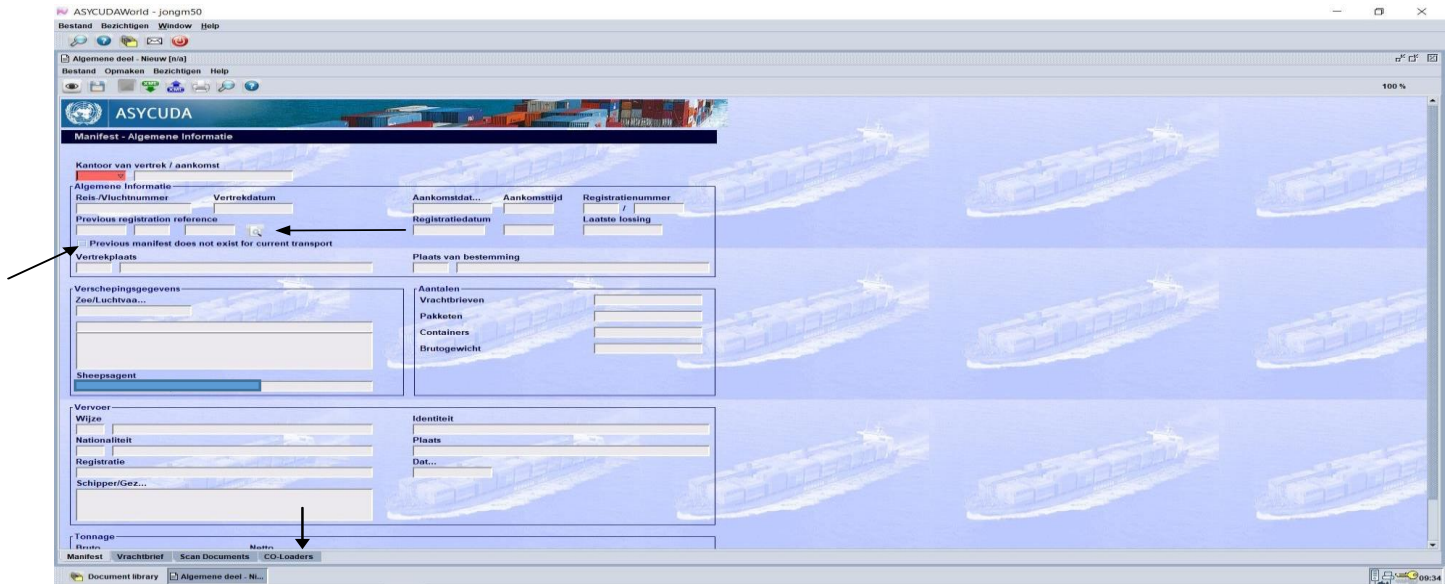 ASYCUDAWorld - jongm50
Bestand Bezichtigen Window Help
Algemene deel - Nieuw [n/a]
Bestand Opmaken Bezichtigen Help
100 %
ASYCUDA
Manifest - Algemene Informatie
Kantoor van vertrek / aankomst
Algemene Informatie
Reis-/Vluchtnummer Vertrekdatum Aankomstdat... Aankomsttijd Registratienummer
/
Previous registration reference Registratiedatum Laatste lossing
Previous manifest does not exist for current transport
Vertrekplaats Plaats van bestemming
Verschepingsgegevens Aantalen
Zee/Luchtvaa... Vrachtbrieven
Pakketen
Containers
Brutogewicht
Sheepsagent
Vervoer
Wijze Identiteit
Nationaliteit Plaats
Registratie Dat...
Schipper/Gez...
Tonnage
Bruto Netto
Manifest Vrachtbrief Scan Documents CO-Loaders
Document library Algemene deel - Ni... 09:34